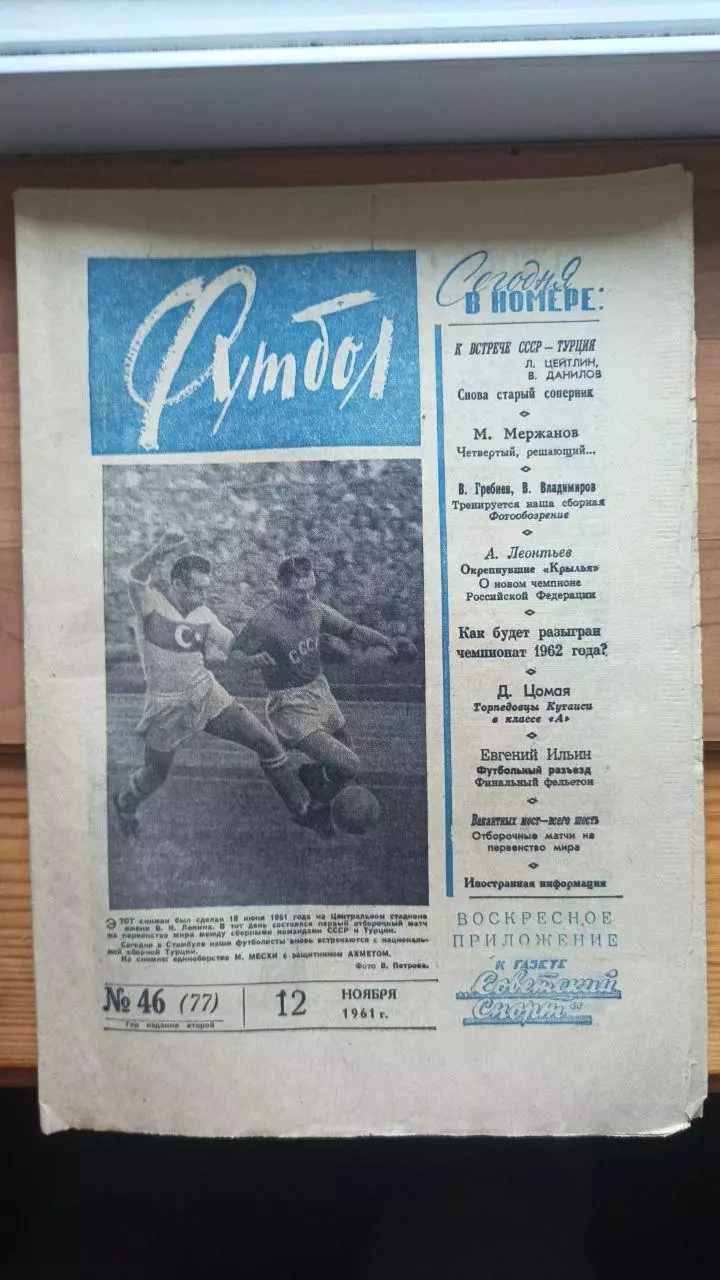 Футбол
Сегодня
В НОМЕРЕ:
К ВСТРЕЧЕ СССР — ТУРЦИЯ
Л. ЦЕЙТЛИН,
В. ДАНИЛОВ
Снова старый соперник
М. Мержанов
Четвертый, решающий...
В. Гребнев, В. Владимиров
Тренируется наша сборная
Фотообозрение
А. Леонтьев
Окрепнувшие «Крылья»
О новом чемпионе
Российской Федерации
Как будет разыгран
чемпионат 1962 года?
Д. Цомая
Торпедовцы Кутаиси
в классе «А»
Евгений Ильин
Футбольный разъезд
Финальный фельетон
Вакантных мест—всего шесть
Отборочные матчи на
первенство мира
Иностранная информация
СССР
ЭТОТ снимок был сделан 18 июня 1961 года на Центральном стадионе
имени В. И. Ленина. В тот день состоялся первый отборочный матч
на первенство мира между сборными командами СССР и Турции.
Сегодня в Стамбуле наши футболисты вновь встречаются с националь-
ной сборной Турции.
На снимке: единоборство М. МЕСХИ с защитником АХМЕТОМ.
Фото В. Петрова.
№ 46 (77)
Год издания второй
12
НОЯБРЯ
1961 г.
ВОСКРЕСНОЕ
ПРИЛОЖЕНИЕ
К ГАЗЕТЕ
Советский
Спорт